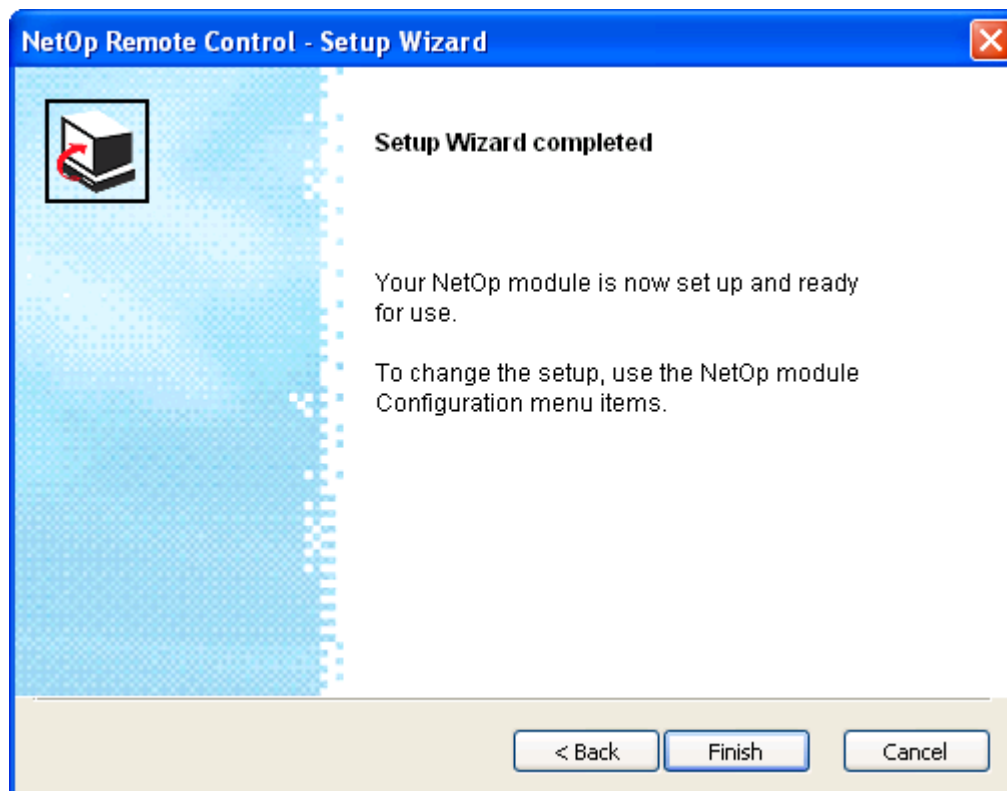 NetOp Remote Control - Setup Wizard
Setup Wizard completed
Your NetOp module is now set up and ready
for use.
To change the setup, use the NetOp module
Configuration menu items.
< Back
Finish
Cancel